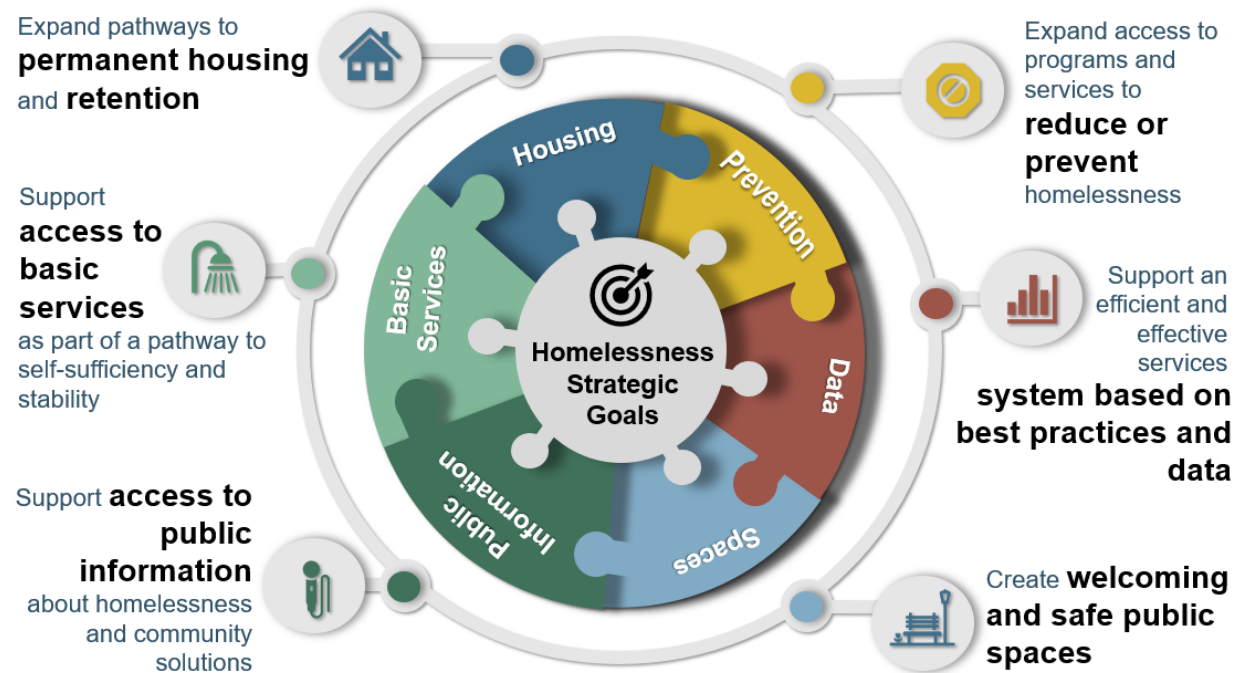 Expand pathways to
permanent housing
and retention
Expand access to
programs and
services to
reduce or
prevent
homelessness
Support
access to
basic
services
as part of a pathway to
self-sufficiency and
stability
Support an
efficient and
effective
services
system based on
best practices and
data
Support access to
public
information
about homelessness
and community
solutions
Create welcoming
and safe public
spaces
Housing
Prevention
Data
Spaces
Public
Information
Basic
Services
Homelessness
Strategic
Goals